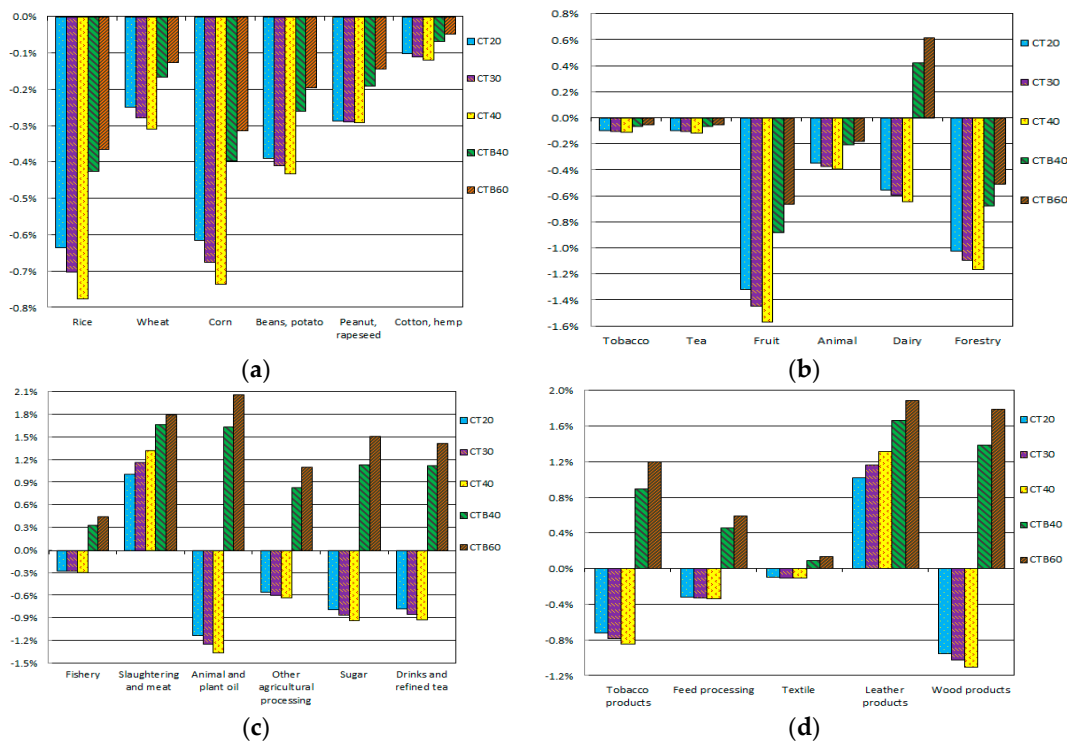 0.0%
-0.1%
-0.2%
-0.3%
-0.4%
-0.5%
-0.6%
-0.7%
-0.8%
Rice Wheat Corn Beans, potato Peanut, Cotton, hemp
rapeseed
CT20
CT30
CT40
CTB40
CTB60
(a)
0.8%
0.6%
0.4%
0.2%
0.0%
-0.2%
-0.4%
-0.6%
-0.8%
-1.0%
-1.2%
-1.4%
-1.6%
Tobacco Tea Fruit Animal Dairy Forestry
CT20
CT30
CT40
CTB40
CTB60
(b)
2.1%
1.8%
1.5%
1.2%
0.9%
0.6%
0.3%
0.0%
-0.3%
-0.6%
-0.9%
-1.2%
-1.5%
Fishery Slaughtering Animal and Other Sugar Drinks and
and meat plant oil agricultural refined tea
processing
CT20
CT30
CT40
CTB40
CTB60
(c)
2.0%
1.6%
1.2%
0.8%
0.4%
0.0%
-0.4%
-0.8%
-1.2%
Tobacco Feed processing Textile Leather Wood products
products products
CT20
CT30
CT40
CTB40
CTB60
(d)